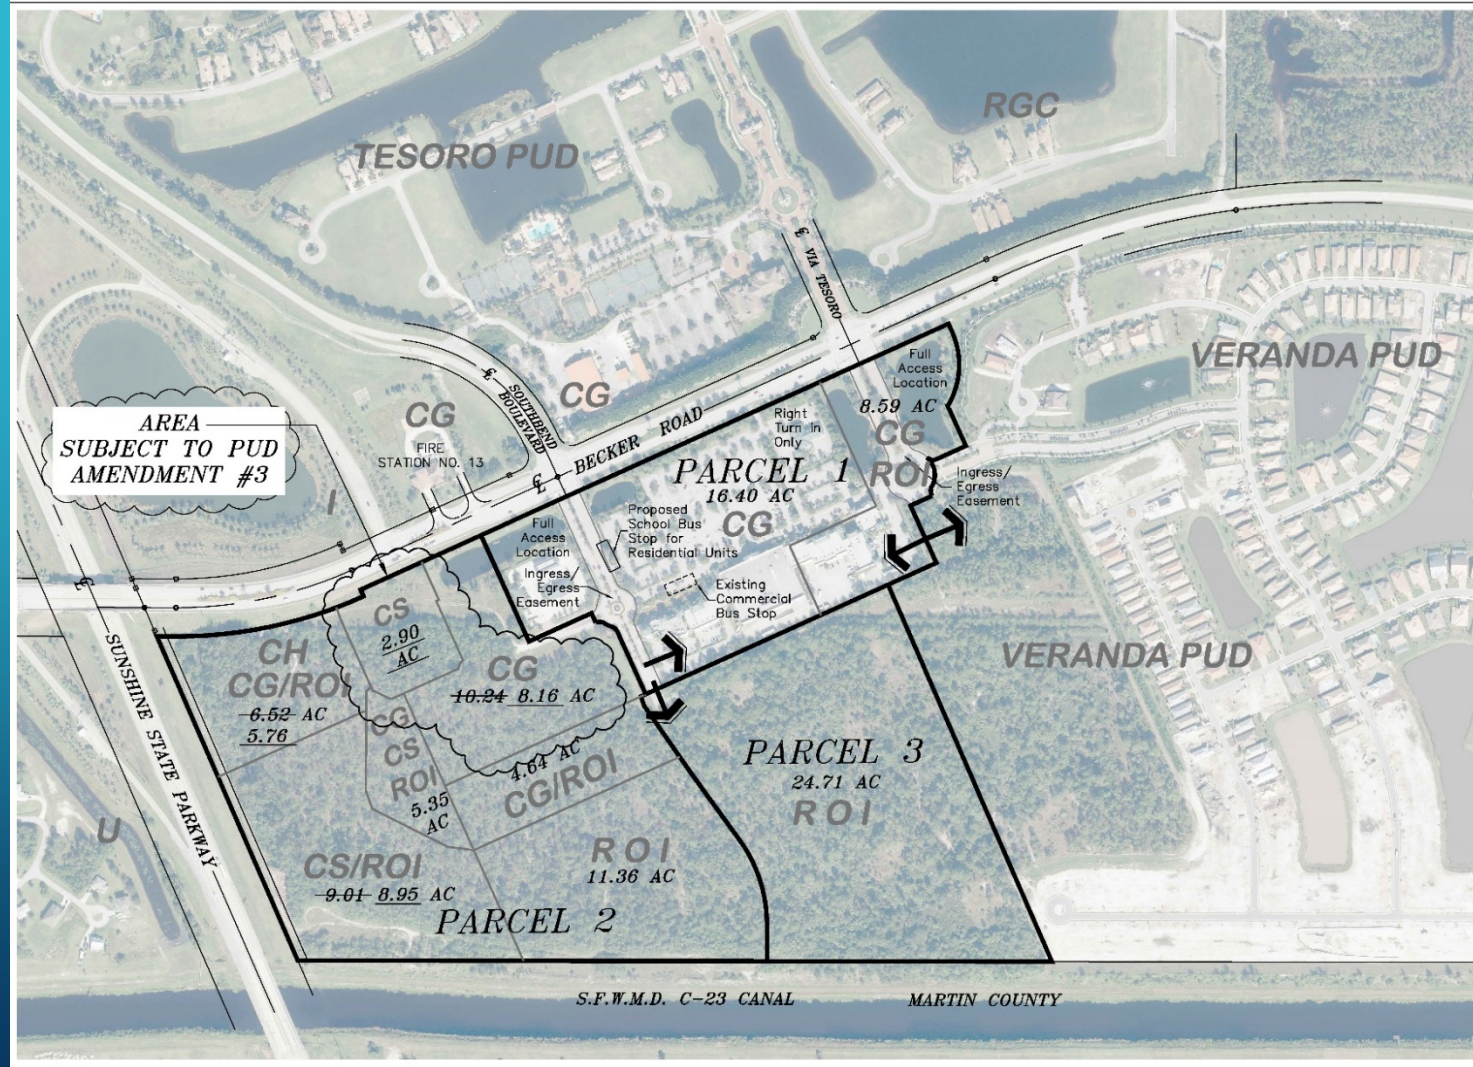 RGC
TESORO PUD
℄ VIA TESORO
VERANDA PUD
Full
Access
Location
8.59 AC
CG
ROI
AREA
SUBJECT TO PUD
AMENDMENT #3
CG
FIRE
STATION NO. 13
℄
SOUTHBEND
BOULEVARD
℄
CG
BECKER ROAD
Right
Turn In
Only
PARCEL 1
16.40 AC
CG
Ingress/
Egress
Easement
I
Full
Access
Location
Proposed
School Bus
Stop for
Residential Units
Ingress/
Egress
Easement
Existing
Commercial
Bus Stop
℄
SUNSHINE STATE PARKWAY
CS
2.90
AC
CH
CG/ROI
6.52 AC
5.76
CG
10.24 8.16 AC
VERANDA PUD
CG
CS
ROI
5.35
AC
4.64 AC
CG/ROI
PARCEL 3
24.71 AC
R O I
U
CS/ROI
9.01 8.95 AC
R O I
11.36 AC
PARCEL 2
S.F.W.M.D. C-23 CANAL
MARTIN COUNTY